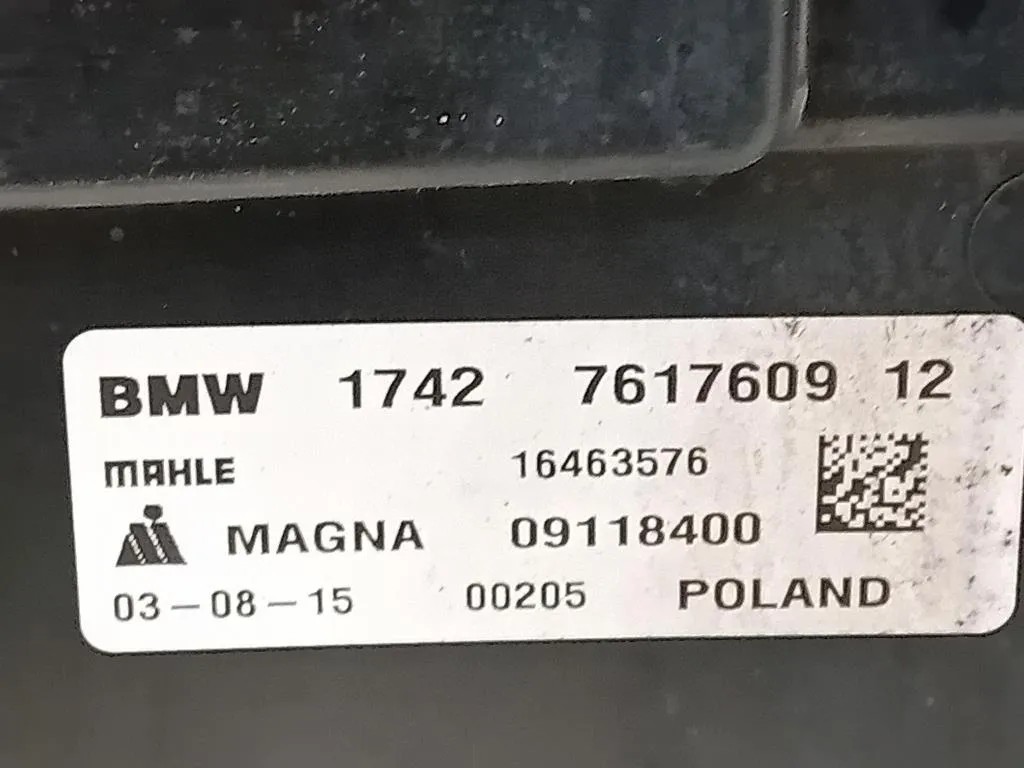 BMW 1742 7617609 12
MAHLE 16463576
MAGNA 09118400
03-08-15 00205 POLAND